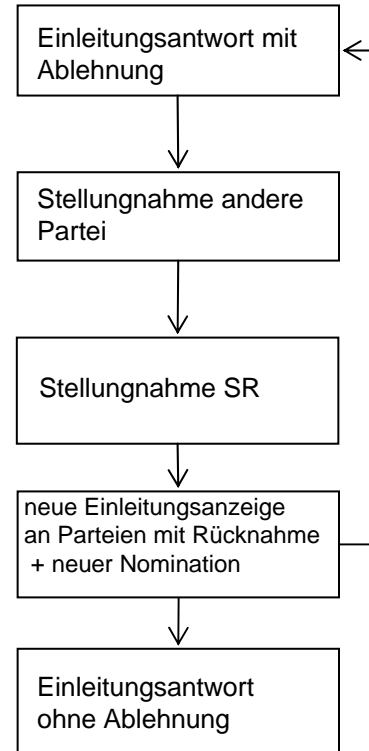 Einleitungsantwort mit
Ablehnung
Stellungnahme andere
Partei
Stellungnahme SR
neue Einleitungsanzeige
an Parteien mit Rücknahme
+ neuer Nomination
Einleitungsantwort
ohne Ablehnung